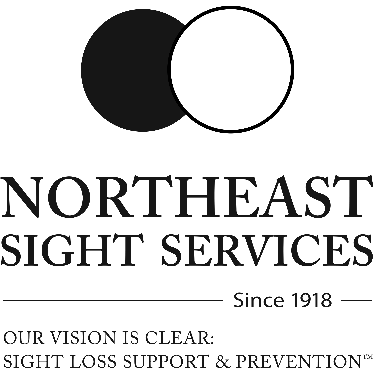 NORTHEAST
SIGHT SERVICES
Since 1918
OUR VISION IS CLEAR:
SIGHT LOSS SUPPORT & PREVENTION™